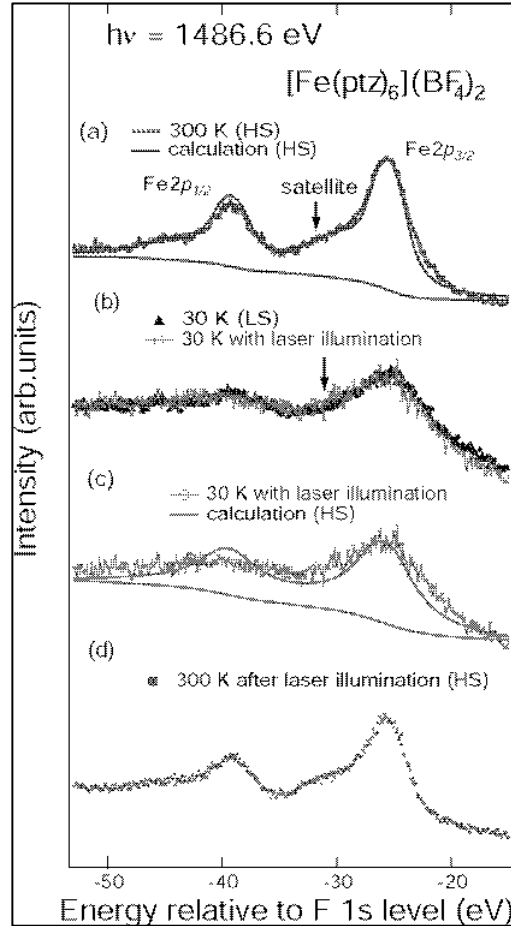 hν = 1486.6 eV
[Fe(ptz)₆](BF₄)₂
(a)
300 K (HS)
calculation (HS)
Fe2p₃/₂
Fe2p₁/₂
satellite
(b)
30 K (LS)
30 K with laser illumination
(c)
30 K with laser illumination
calculation (HS)
(d)
300 K after laser illumination (HS)
Intensity (arb.units)
-50 -40 -30 -20
Energy relative to F 1s level (eV)